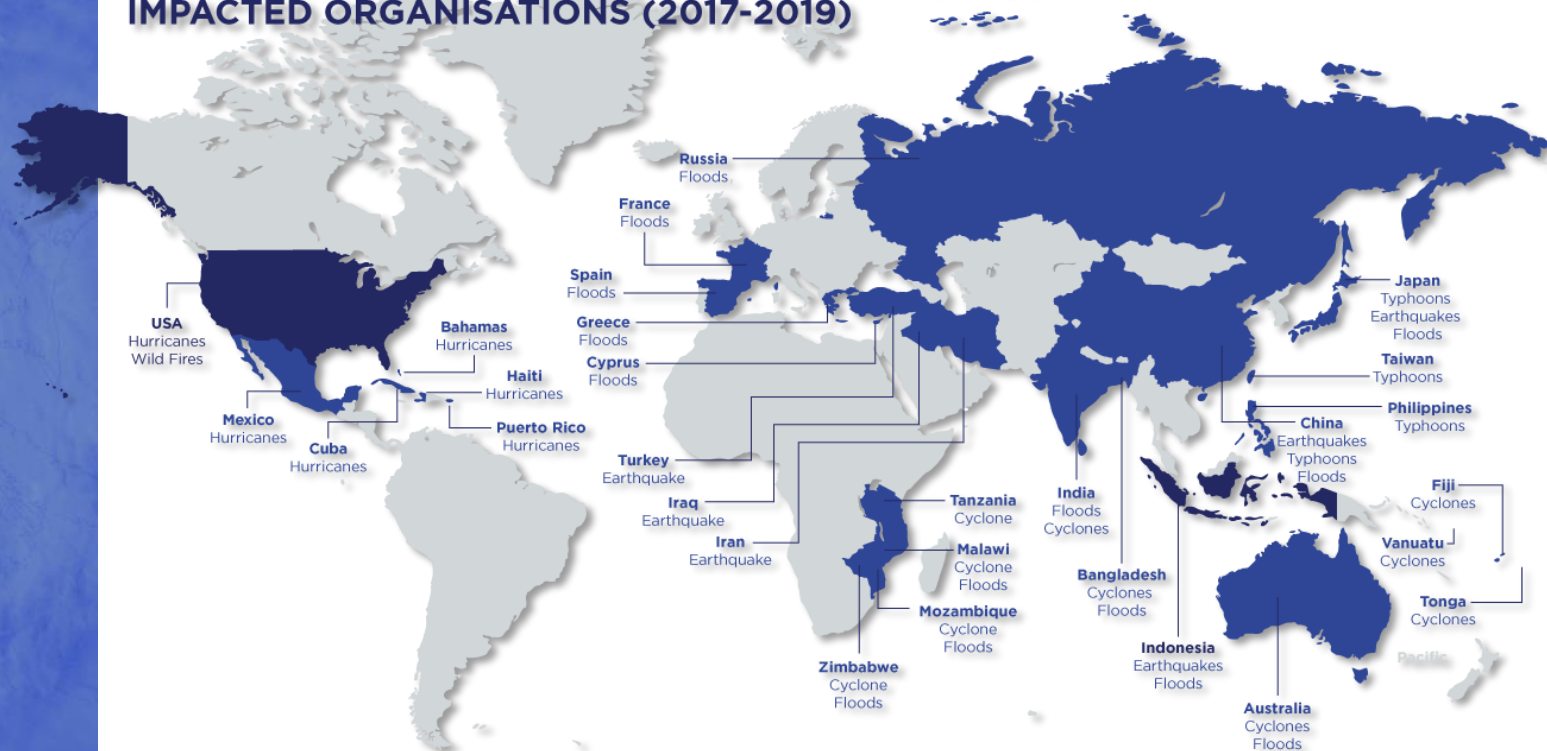 IMPACTED ORGANISATIONS (2017-2019)
Russia
Floods
France
Floods
Spain
Floods
Greece
Floods
Cyprus
Floods
USA
Hurricanes
Wild Fires
Bahamas
Hurricanes
Haiti
Hurricanes
Mexico
Hurricanes
Cuba
Hurricanes
Puerto Rico
Hurricanes
Turkey
Earthquake
Iraq
Earthquake
Iran
Earthquake
Tanzania
Cyclone
Malawi
Cyclone
Floods
Mozambique
Cyclone
Floods
Zimbabwe
Cyclone
Floods
India
Floods
Cyclones
Bangladesh
Cyclones
Floods
Indonesia
Earthquakes
Floods
Australia
Cyclones
Floods
Japan
Typhoons
Earthquakes
Floods
Taiwan
Typhoons
Philippines
Typhoons
China
Earthquakes
Typhoons
Floods
Fiji
Cyclones
Vanuatu
Cyclones
Tonga
Cyclones
Pacific